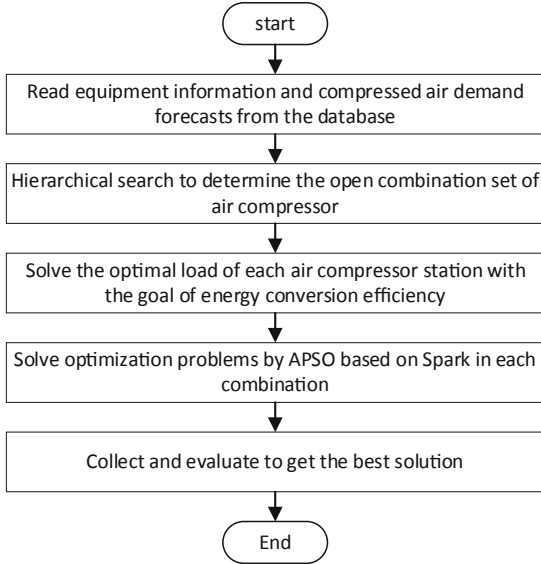 start
Read equipment information and compressed air demand
forecasts from the database
Hierarchical search to determine the open combination set of
air compressor
Solve the optimal load of each air compressor station with
the goal of energy conversion efficiency
Solve optimization problems by APSO based on Spark in each
combination
Collect and evaluate to get the best solution
End